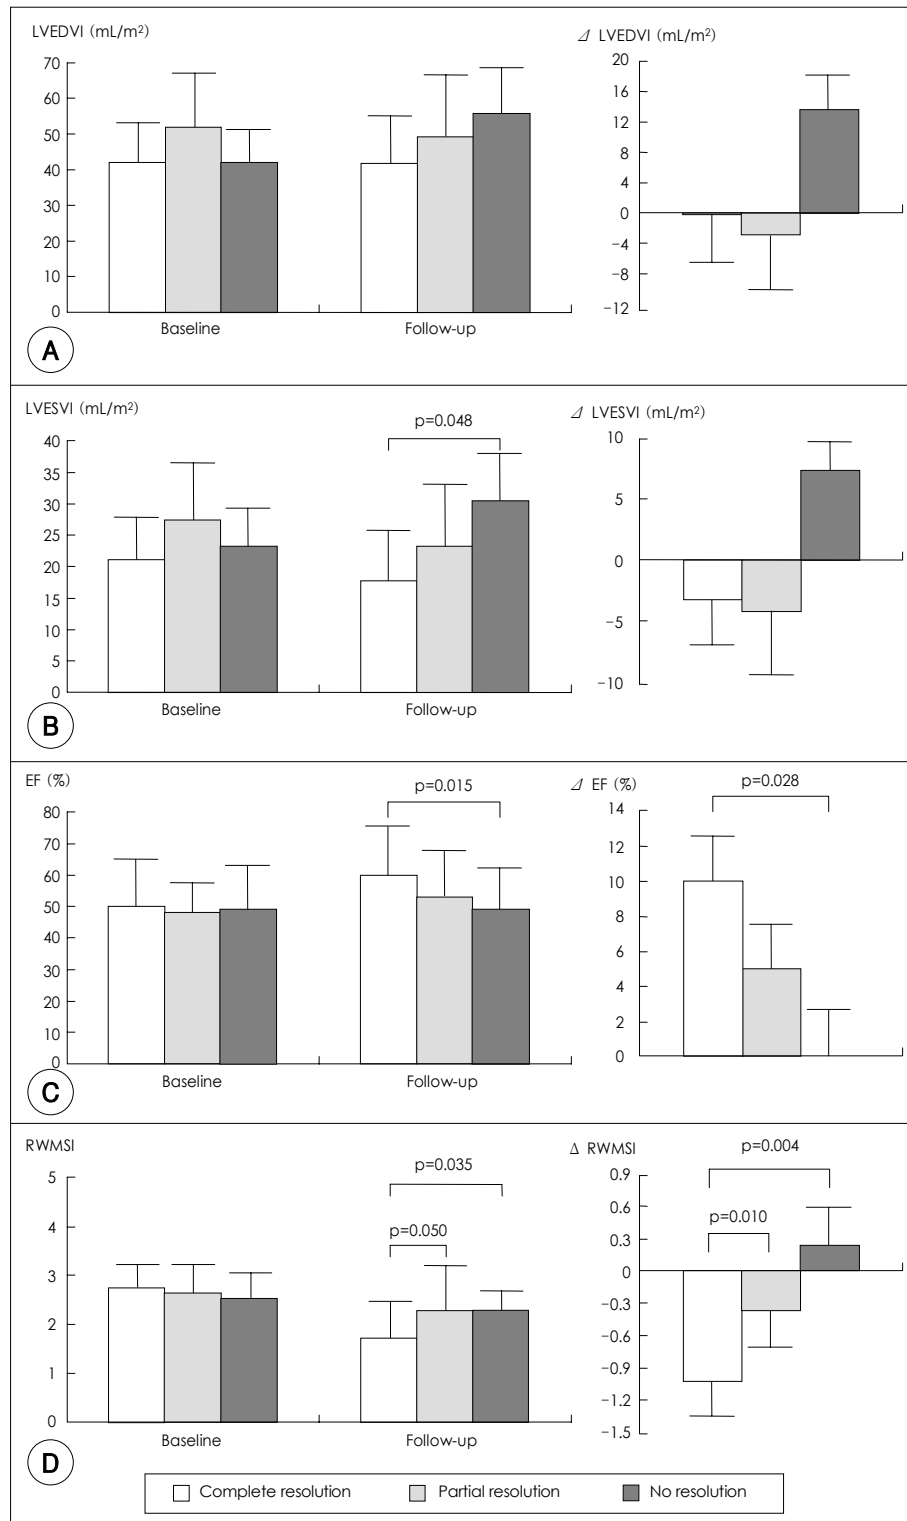 LVEDVI (mL/m²)
70
60
50
40
30
20
10
0
Baseline
Follow-up
⊿ LVEDVI (mL/m²)
20
16
12
8
4
0
−4
−8
−12
A
LVESVI (mL/m²)
40
35
30
25
20
15
10
5
0
p=0.048
Baseline
Follow-up
⊿ LVESVI (mL/m²)
10
5
0
−5
−10
B
EF (%)
80
70
60
50
40
30
20
10
0
p=0.015
Baseline
Follow-up
⊿ EF (%)
p=0.028
14
12
10
8
6
4
2
0
C
RWMSI
5
4
3
2
1
0
p=0.035
p=0.050
Baseline
Follow-up
Δ RWMSI
p=0.004
p=0.010
0.9
0.6
0.3
0
−0.3
−0.6
−0.9
−1.2
−1.5
D
Complete resolution Partial resolution No resolution